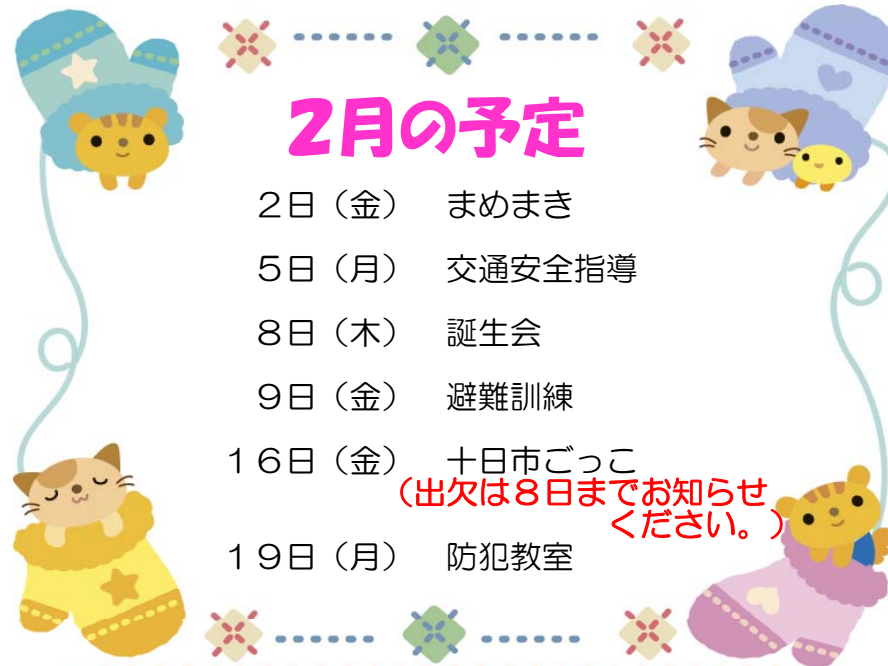 2月の予定
２日（金）　まめまき
５日（月）　交通安全指導
８日（木）　誕生会
９日（金）　避難訓練
１６日（金）　十日市ごっこ
（出欠は８日までお知らせ
ください。）
１９日（月）　防犯教室